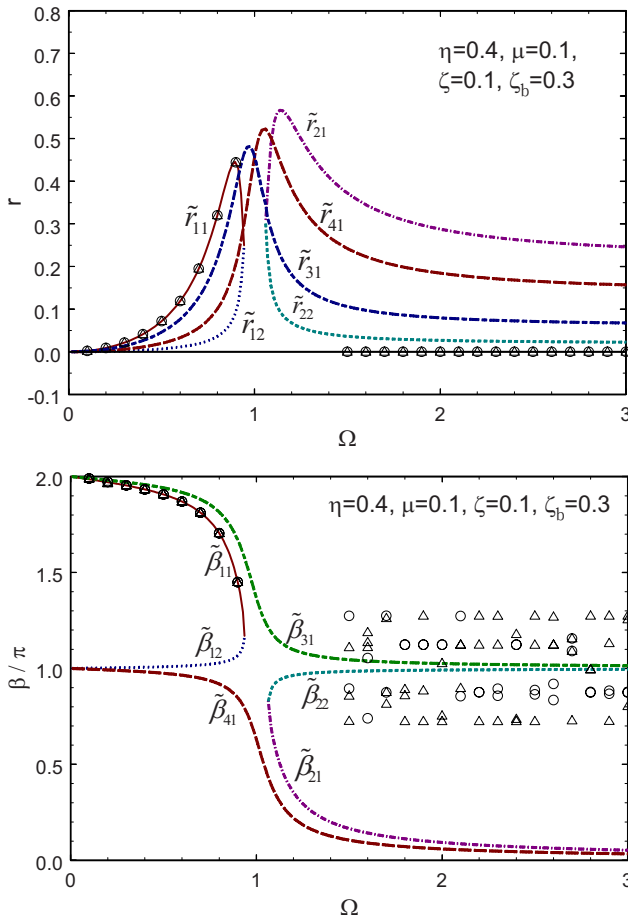 0.8
0.7
0.6
0.5
0.4
0.3
0.2
0.1
0.0
-0.1
r
η=0.4, μ=0.1,
ζ=0.1, ζ_b=0.3
r̃₂₁
r̃₁₁
r̃₄₁
r̃₃₁
r̃₂₂
r̃₁₂
0 1 2 3
Ω
2.0
1.5
1.0
0.5
0.0
β / π
η=0.4, μ=0.1, ζ=0.1, ζ_b=0.3
β̃₁₁
β̃₃₁
β̃₁₂
β̃₂₂
β̃₄₁
β̃₂₁
0 1 2 3
Ω